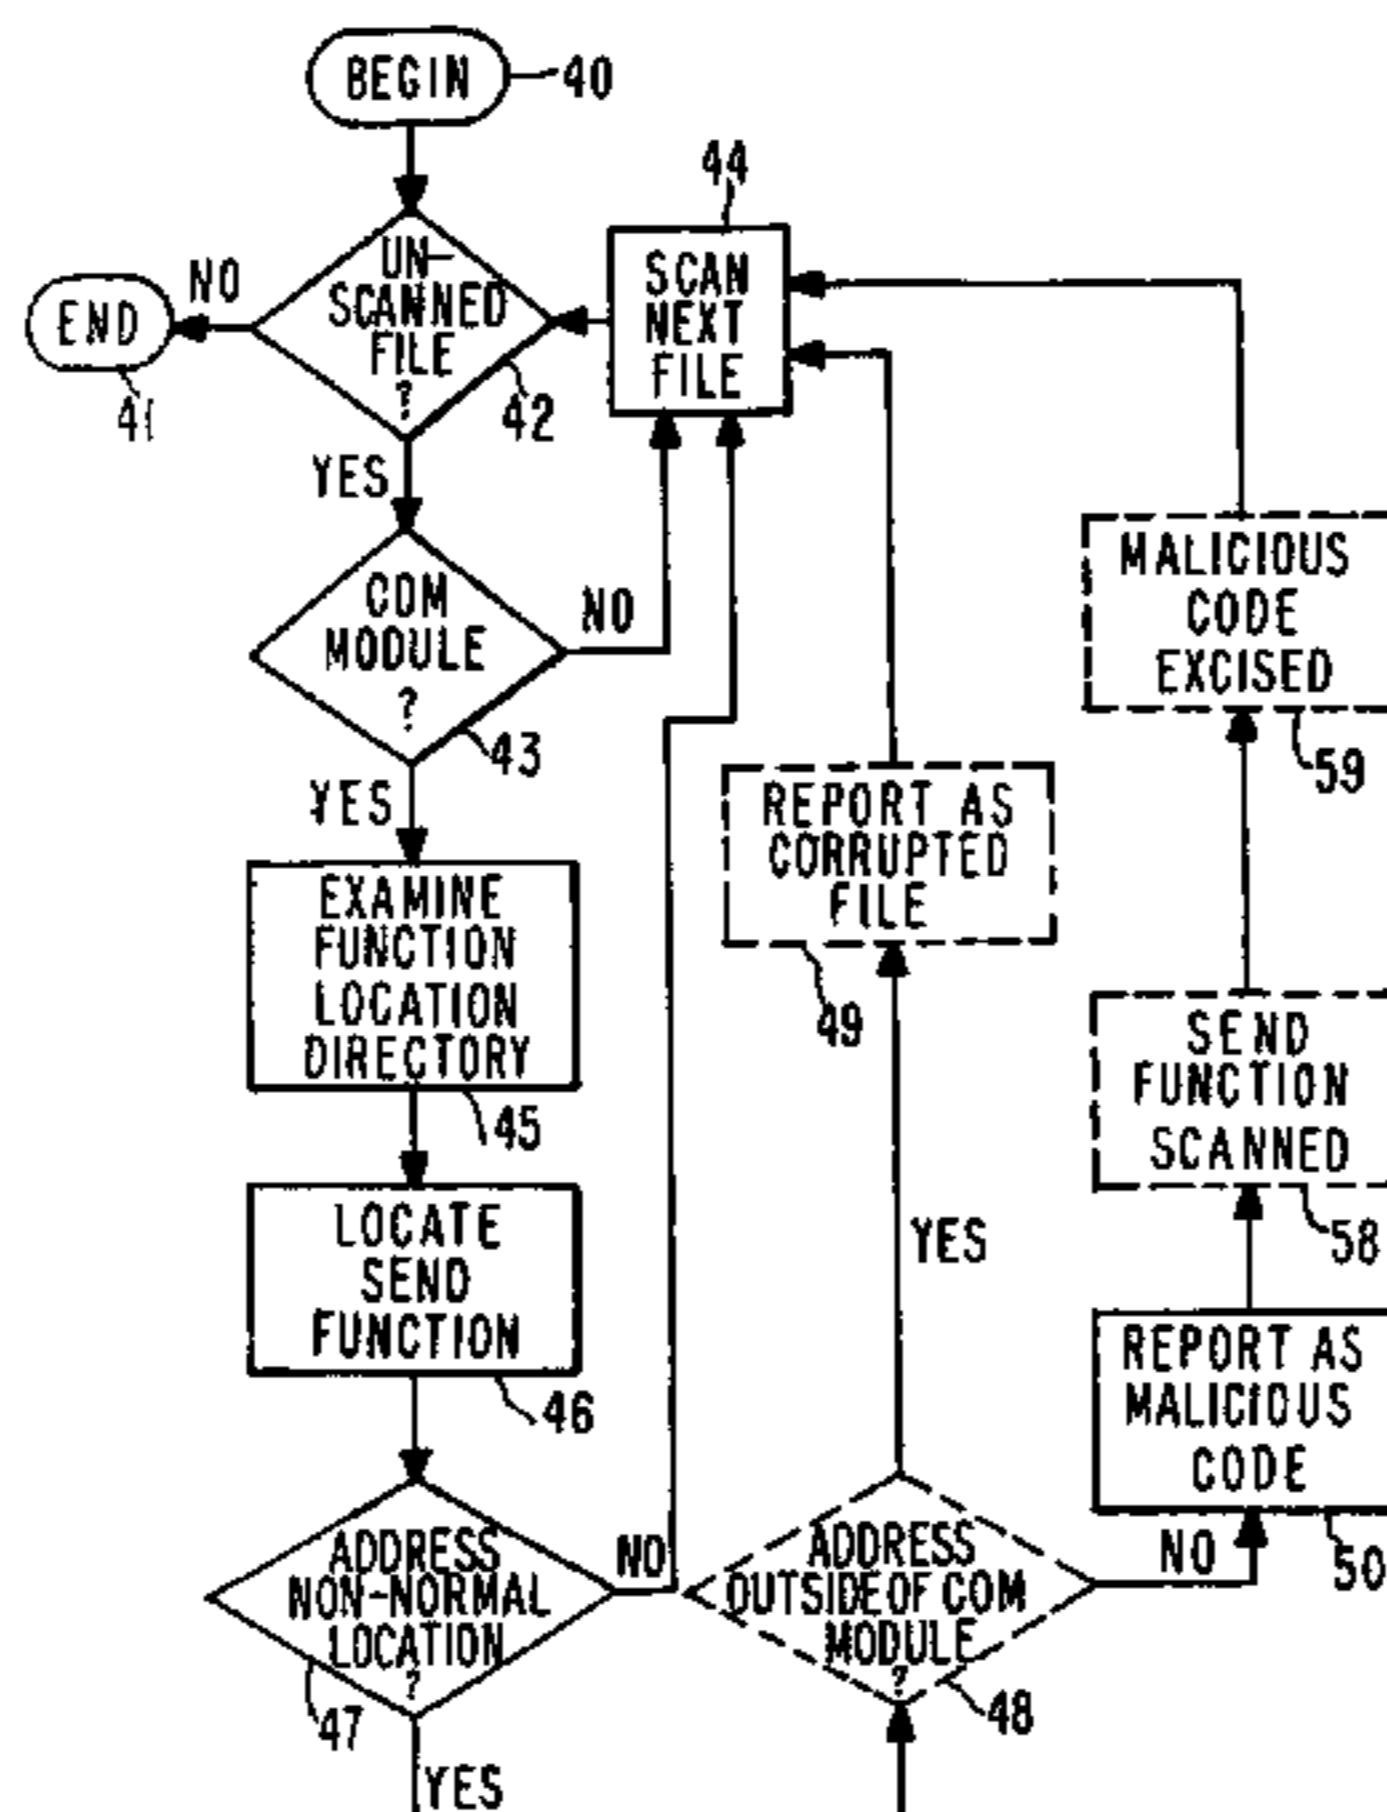 BEGIN
40
44
UN-
SCANNED
FILE
?
42
NO
END
41
SCAN
NEXT
FILE
YES
COM
MODULE
?
43
NO
YES
EXAMINE
FUNCTION
LOCATION
DIRECTORY
45
LOCATE
SEND
FUNCTION
46
ADDRESS
NON-NORMAL
LOCATION
?
47
NO
YES
REPORT AS
CORRUPTED
FILE
49
YES
ADDRESS
OUTSIDE OF COM
MODULE
?
48
NO
MALICIOUS
CODE
EXCISED
59
SEND
FUNCTION
SCANNED
58
REPORT AS
MALICIOUS
CODE
50